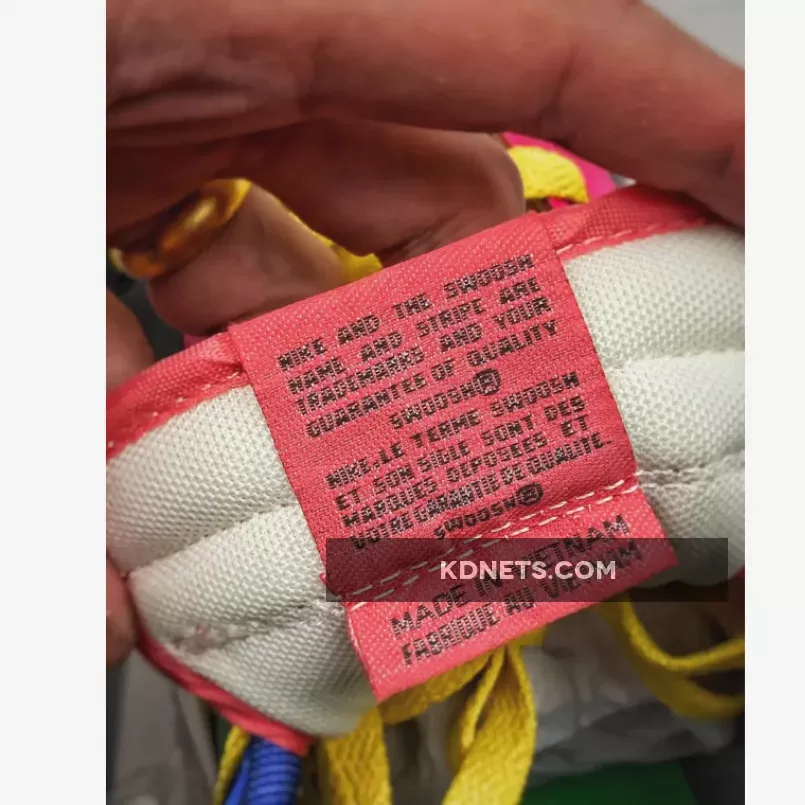 NIKE AND THE SWOOSH
NAME AND STRIPE ARE
TRADEMARKS AND YOUR
GUARANTEE OF QUALITY
SWOOSH®
NIKE.LE TERME SWOOSH
ET SON SIGLE SONT DES
MARQUES DEPOSEES ET
VOTRE GARANTIE DE QUALITE.
SWOOSH®
MADE IN VIETNAM
FABRIQUE AU VIETNAM
KDNETS.COM